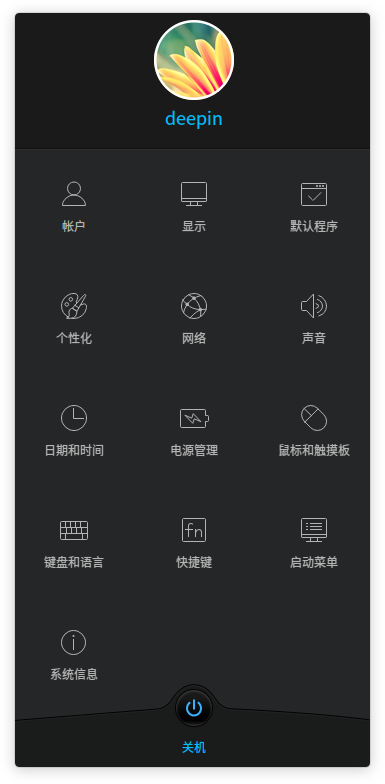 deepin
帐户 显示 默认程序
个性化 网络 声音
日期和时间 电源管理 鼠标和触摸板
fn
键盘和语言 快捷键 启动菜单
系统信息
关机